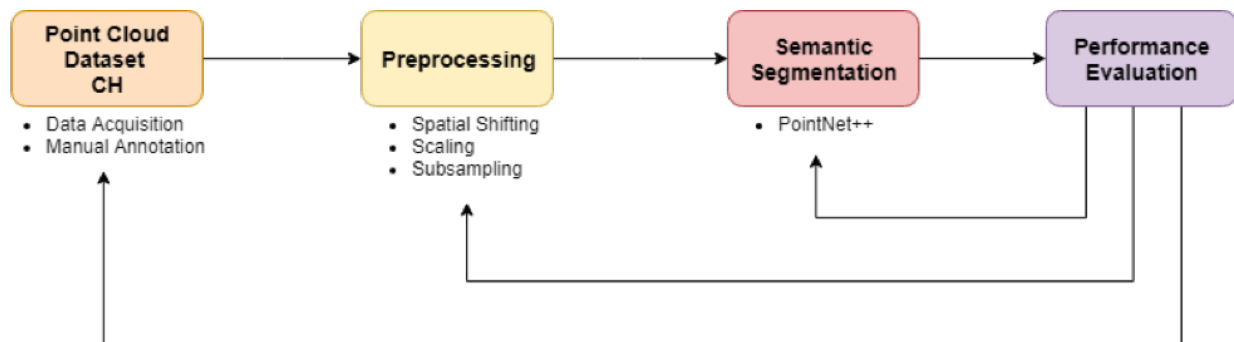 Point Cloud
Dataset
CH
Data Acquisition
Manual Annotation
Preprocessing
Spatial Shifting
Scaling
Subsampling
Semantic
Segmentation
PointNet++
Performance
Evaluation